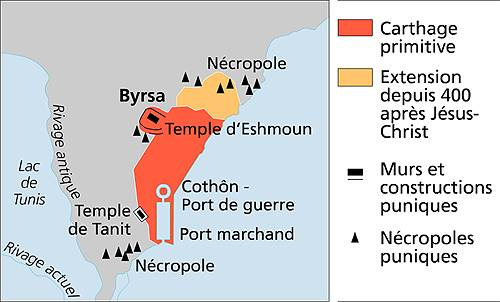 Nécropole
Byrsa
Temple d'Eshmoun
Rivage antique
Lac
de
Tunis
Cothôn -
Port de guerre
Temple
de Tanit
Port marchand
Rivage actuel
Nécropole
Carthage
primitive
Extension
depuis 400
après Jésus-
Christ
Murs et
constructions
puniques
Nécropoles
puniques